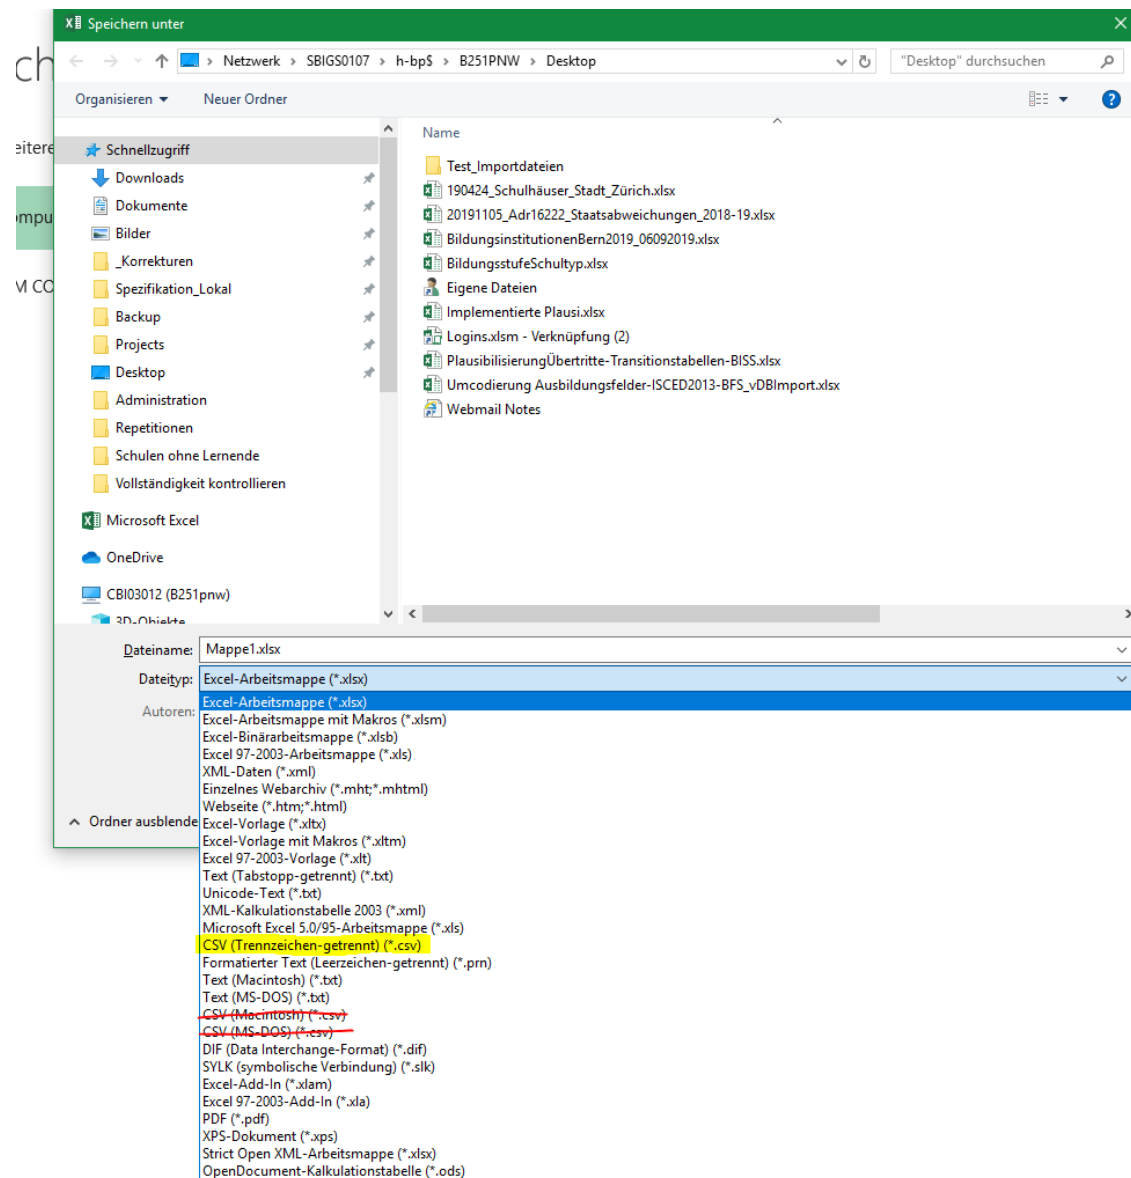 Speichern unter
ch
Netzwerk > SBIGS0107 > h-bp$ > B251PNW > Desktop
"Desktop" durchsuchen
Organisieren
Neuer Ordner
Name
eitere
Schnellzugriff
Downloads
Dokumente
ompu
Bilder
_Korrekturen
M CO
Spezifikation_Lokal
Backup
Projects
Desktop
Administration
Repetitionen
Schulen ohne Lernende
Vollständigkeit kontrollieren
Microsoft Excel
OneDrive
CBI03012 (B251pnw)
3D-Objekte
Test_Importdateien
190424_Schulhäuser_Stadt_Zürich.xlsx
20191105_Adr16222_Staatsabweichungen_2018-19.xlsx
BildungsinstitutionenBern2019_06092019.xlsx
BildungsstufeSchultyp.xlsx
Eigene Dateien
Implementierte Plausi.xlsx
Logins.xlsm - Verknüpfung (2)
PlausibilisierungÜbertritte-Transitionstabellen-BISS.xlsx
Umcodierung Ausbildungsfelder-ISCED2013-BFS_vDBImport.xlsx
Webmail Notes
Dateiname: Mappe1.xlsx
Dateityp: Excel-Arbeitsmappe (*.xlsx)
Autoren:
Ordner ausblende
Excel-Arbeitsmappe (*.xlsx)
Excel-Arbeitsmappe mit Makros (*.xlsm)
Excel-Binärarbeitsmappe (*.xlsb)
Excel 97-2003-Arbeitsmappe (*.xls)
XML-Daten (*.xml)
Einzelnes Webarchiv (*.mht;*.mhtml)
Webseite (*.htm;*.html)
Excel-Vorlage (*.xltx)
Excel-Vorlage mit Makros (*.xltm)
Excel 97-2003-Vorlage (*.xlt)
Text (Tabstopp-getrennt) (*.txt)
Unicode-Text (*.txt)
XML-Kalkulationstabelle 2003 (*.xml)
Microsoft Excel 5.0/95-Arbeitsmappe (*.xls)
CSV (Trennzeichen-getrennt) (*.csv)
Formatierter Text (Leerzeichen-getrennt) (*.prn)
Text (Macintosh) (*.txt)
Text (MS-DOS) (*.txt)
CSV (Macintosh) (*.csv)
CSV (MS-DOS) (*.csv)
DIF (Data Interchange-Format) (*.dif)
SYLK (symbolische Verbindung) (*.slk)
Excel-Add-In (*.xlam)
Excel 97-2003-Add-In (*.xla)
PDF (*.pdf)
XPS-Dokument (*.xps)
Strict Open XML-Arbeitsmappe (*.xlsx)
OpenDocument-Kalkulationstabelle (*.ods)